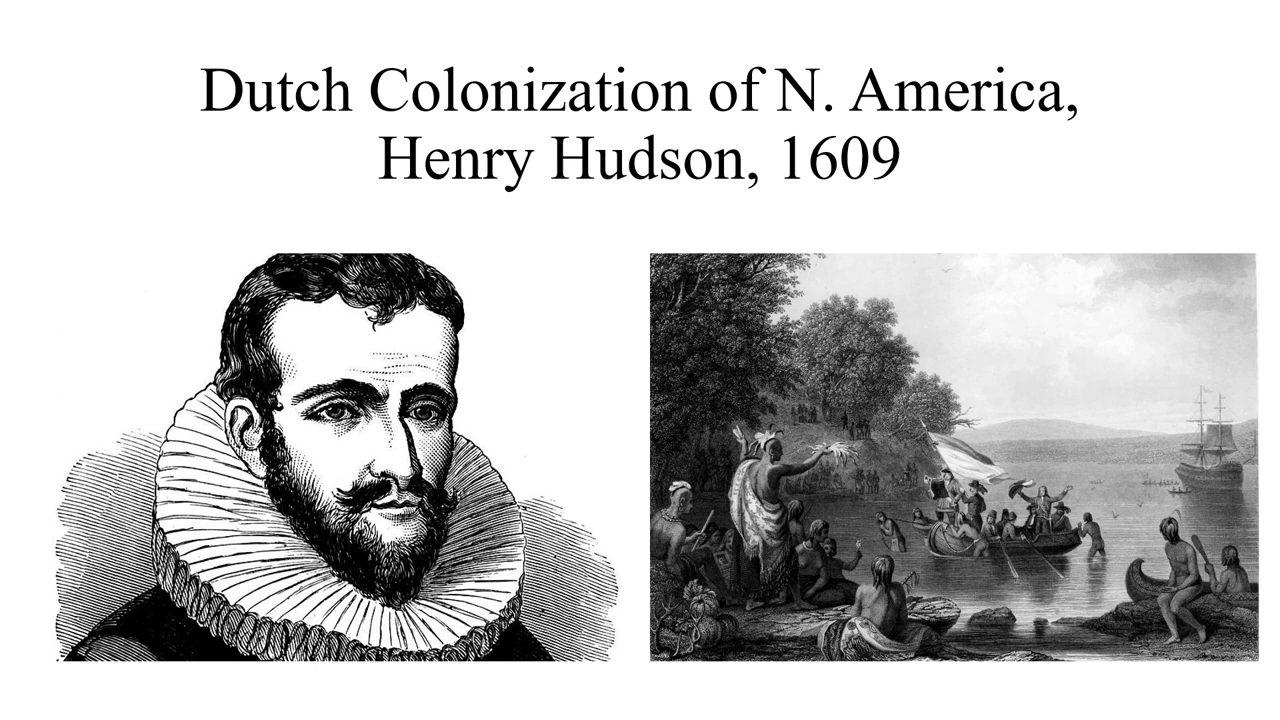 Dutch Colonization of N. America,
Henry Hudson, 1609